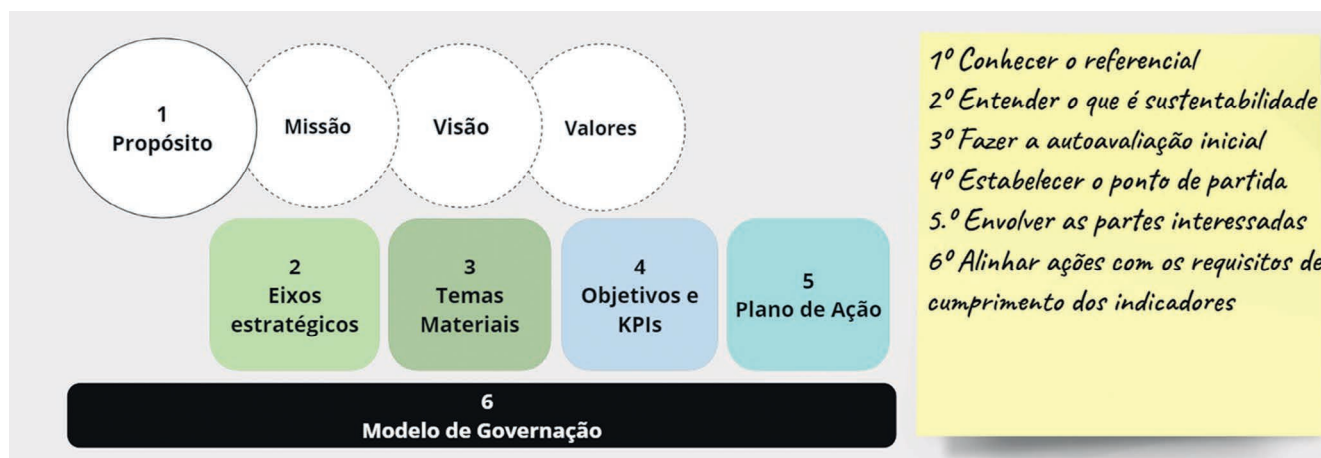 1
Propósito
Missão
Visão
Valores
2
Eixos
estratégicos
3
Temas
Materiais
4
Objetivos e
KPIs
5
Plano de Ação
6
Modelo de Governação
1º Conhecer o referencial
2º Entender o que é sustentabilidade
3º Fazer a autoavaliação inicial
4º Estabelecer o ponto de partida
5.º Envolver as partes interessadas
6º Alinhar ações com os requisitos de
cumprimento dos indicadores